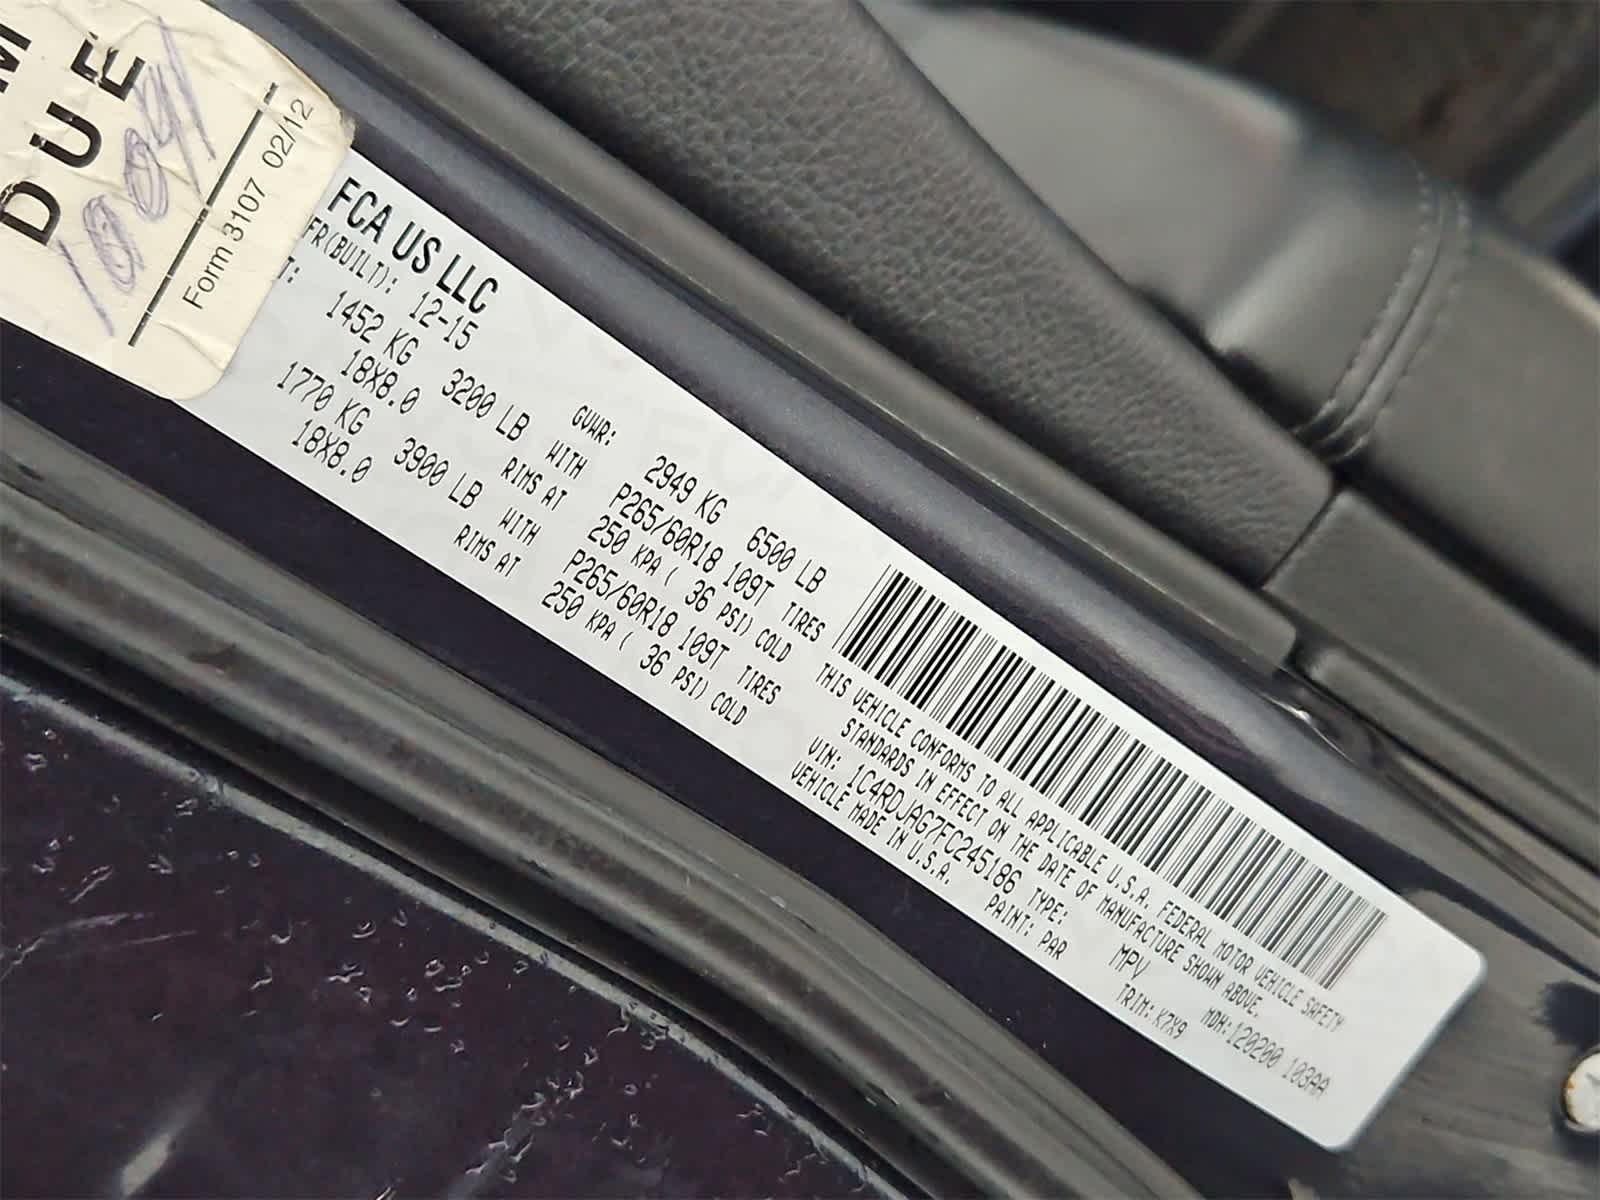 M
DUE
10091
Form 3107 02/12
FCA US LLC
FR(BUILT): 12-15
GVWR: 2949 KG 6500 LB
T: 1452 KG 3200 LB WITH P265/60R18 109T TIRES
18X8.0 RIMS AT 250 KPA ( 36 PSI) COLD
1770 KG 3900 LB WITH P265/60R18 109T TIRES
18X8.0 RIMS AT 250 KPA ( 36 PSI) COLD
THIS VEHICLE CONFORMS TO ALL APPLICABLE U.S.A. FEDERAL MOTOR VEHICLE SAFETY
STANDARDS IN EFFECT ON THE DATE OF MANUFACTURE SHOWN ABOVE.
VIN: 1C4RDJAG7FC245186 TYPE: MPV MDH: 120200 103AA
VEHICLE MADE IN U.S.A. PAINT: PAR TRIM: K7X9